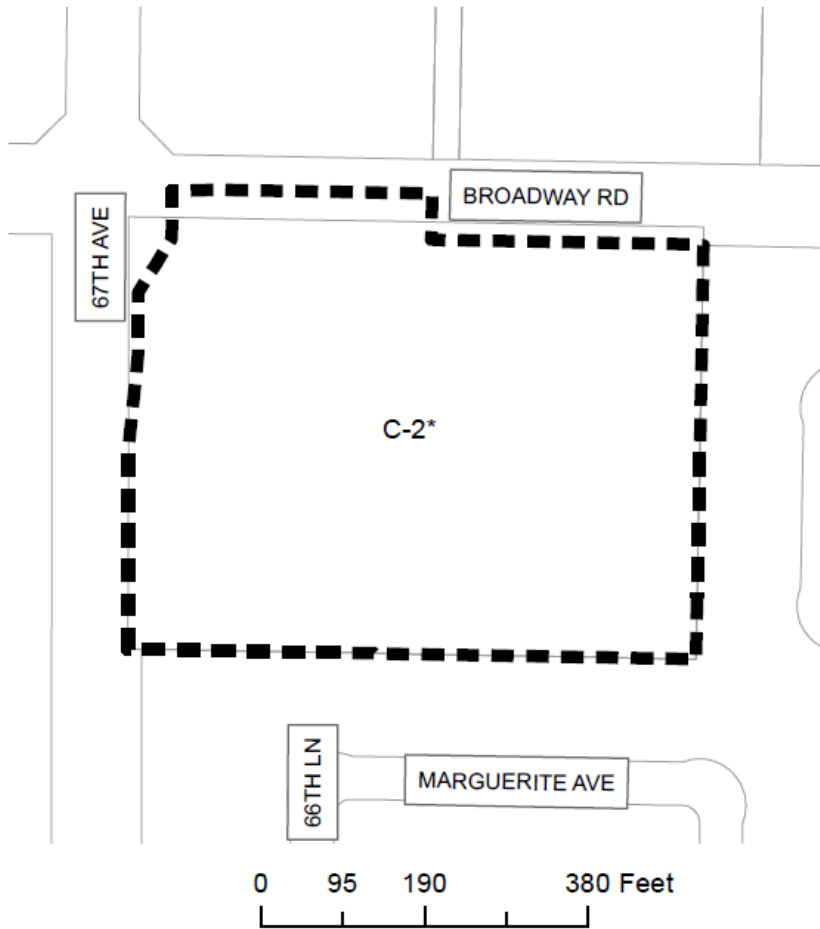 BROADWAY RD
67TH AVE
C-2*
66TH LN
MARGUERITE AVE
0 95 190 380 Feet